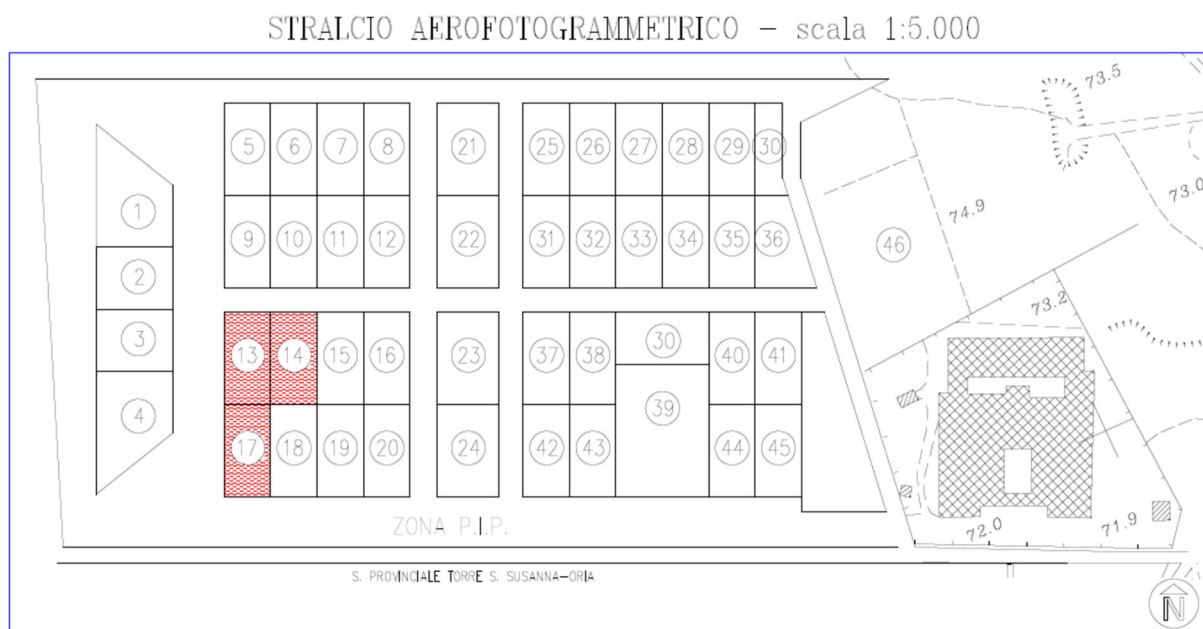 STRALCIO AEROFOTOGRAMMETRICO – scala 1:5.000
73.5
5 6 7 8 21 25 26 27 28 29 30
73.0
1
74.9
9 10 11 12 22 31 32 33 34 35 36 46
2
73.2
3
13 14 15 16 23 37 38 30 40 41
39
4
17 18 19 20 24 42 43 44 45
ZONA P.I.P.
72.0 71.9
S. PROVINCIALE TORRE S. SUSANNA–ORIA
N